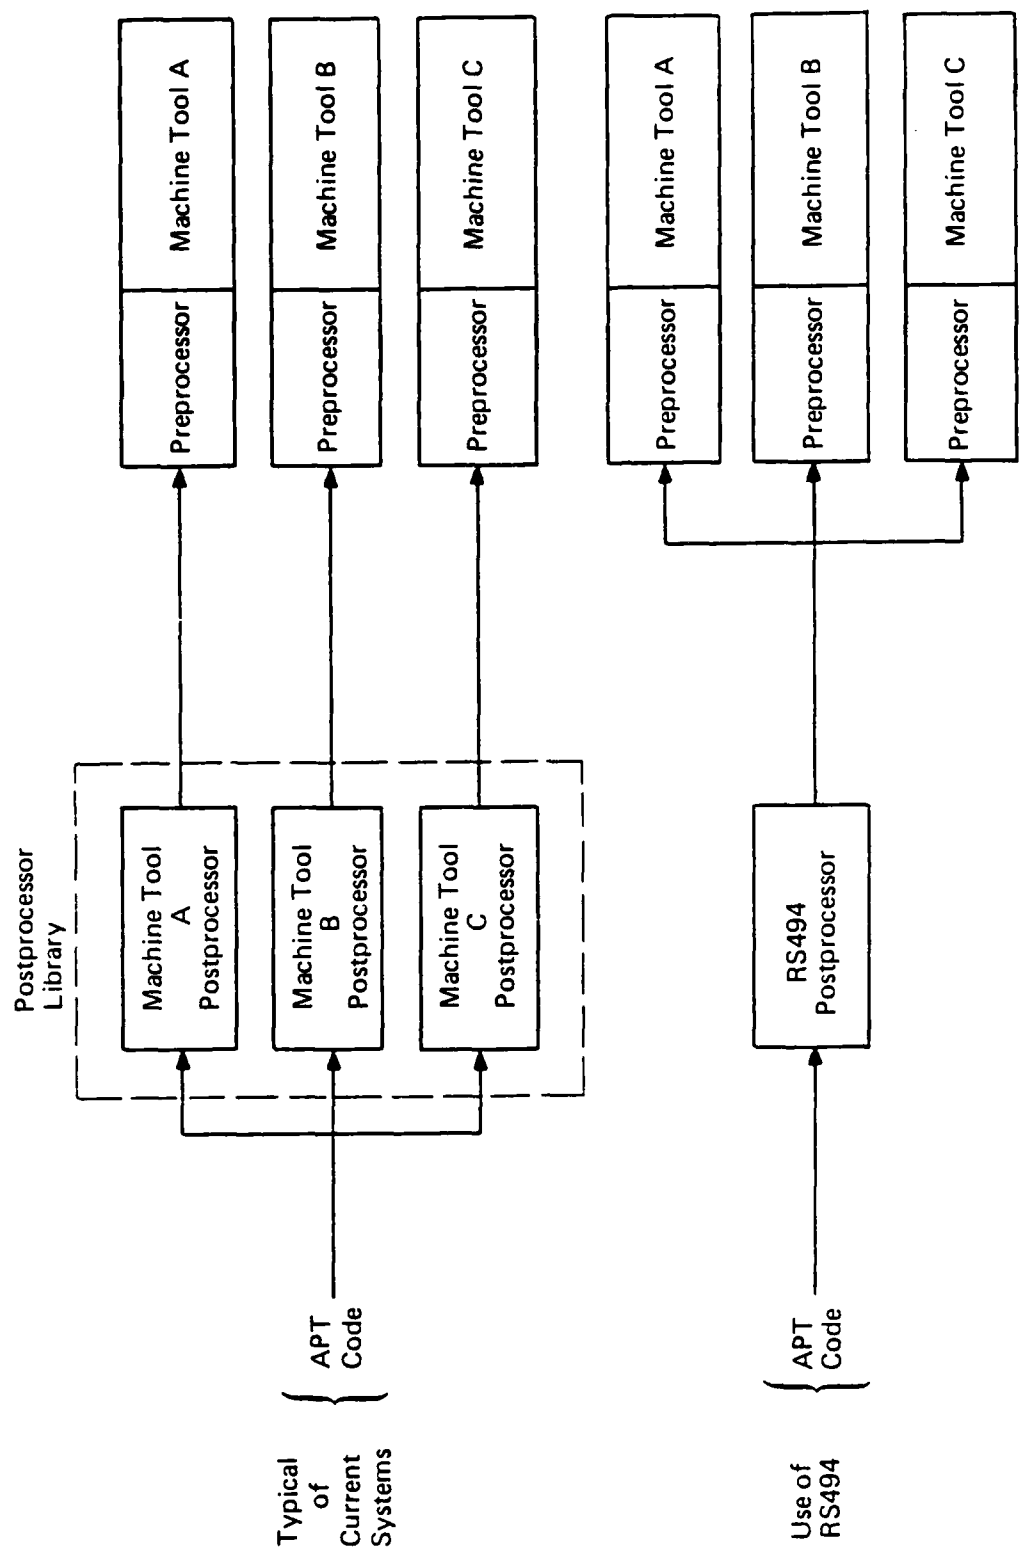 Postprocessor
Library
Typical
of
Current
Systems
APT
Code
Machine Tool
A
Postprocessor
Preprocessor
Machine Tool A
Machine Tool
B
Postprocessor
Preprocessor
Machine Tool B
Machine Tool
C
Postprocessor
Preprocessor
Machine Tool C
Use of
RS494
APT
Code
RS494
Postprocessor
Preprocessor
Machine Tool A
Preprocessor
Machine Tool B
Preprocessor
Machine Tool C